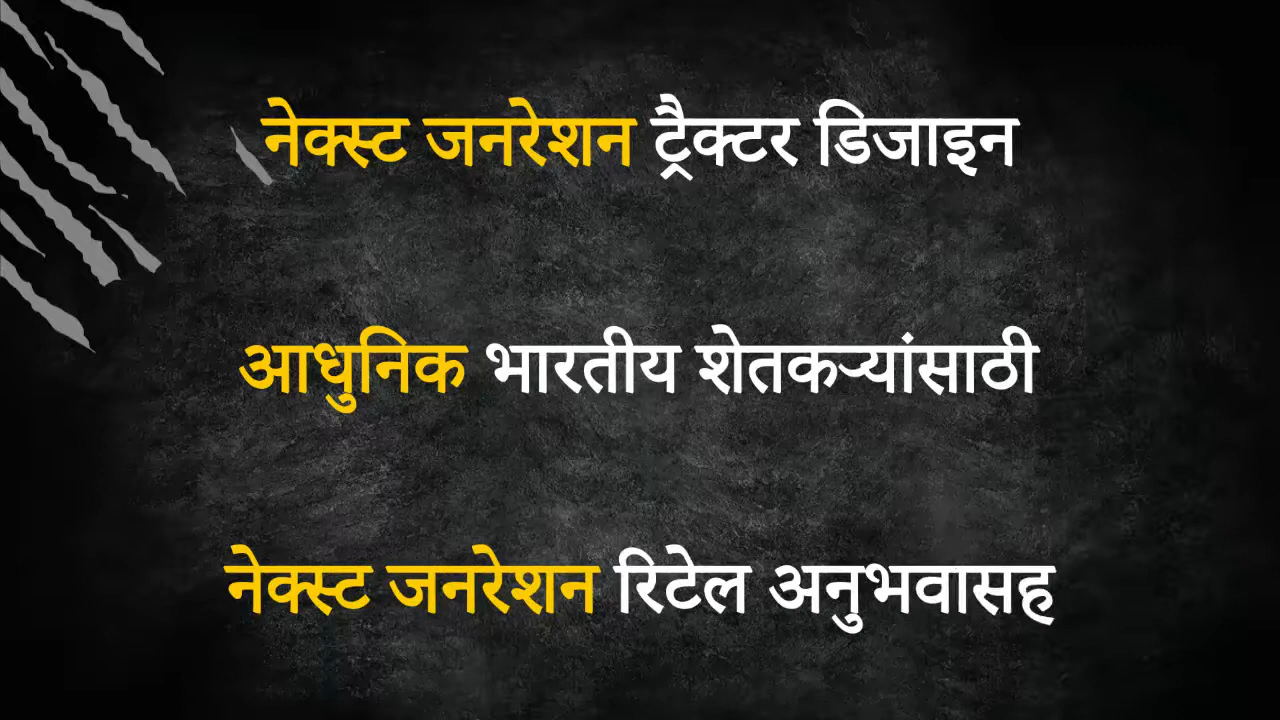 नेक्स्ट जनरेशन ट्रैक्टर डिजाइन
आधुनिक भारतीय शेतकऱ्यांसाठी
नेक्स्ट जनरेशन रिटेल अनुभवासह